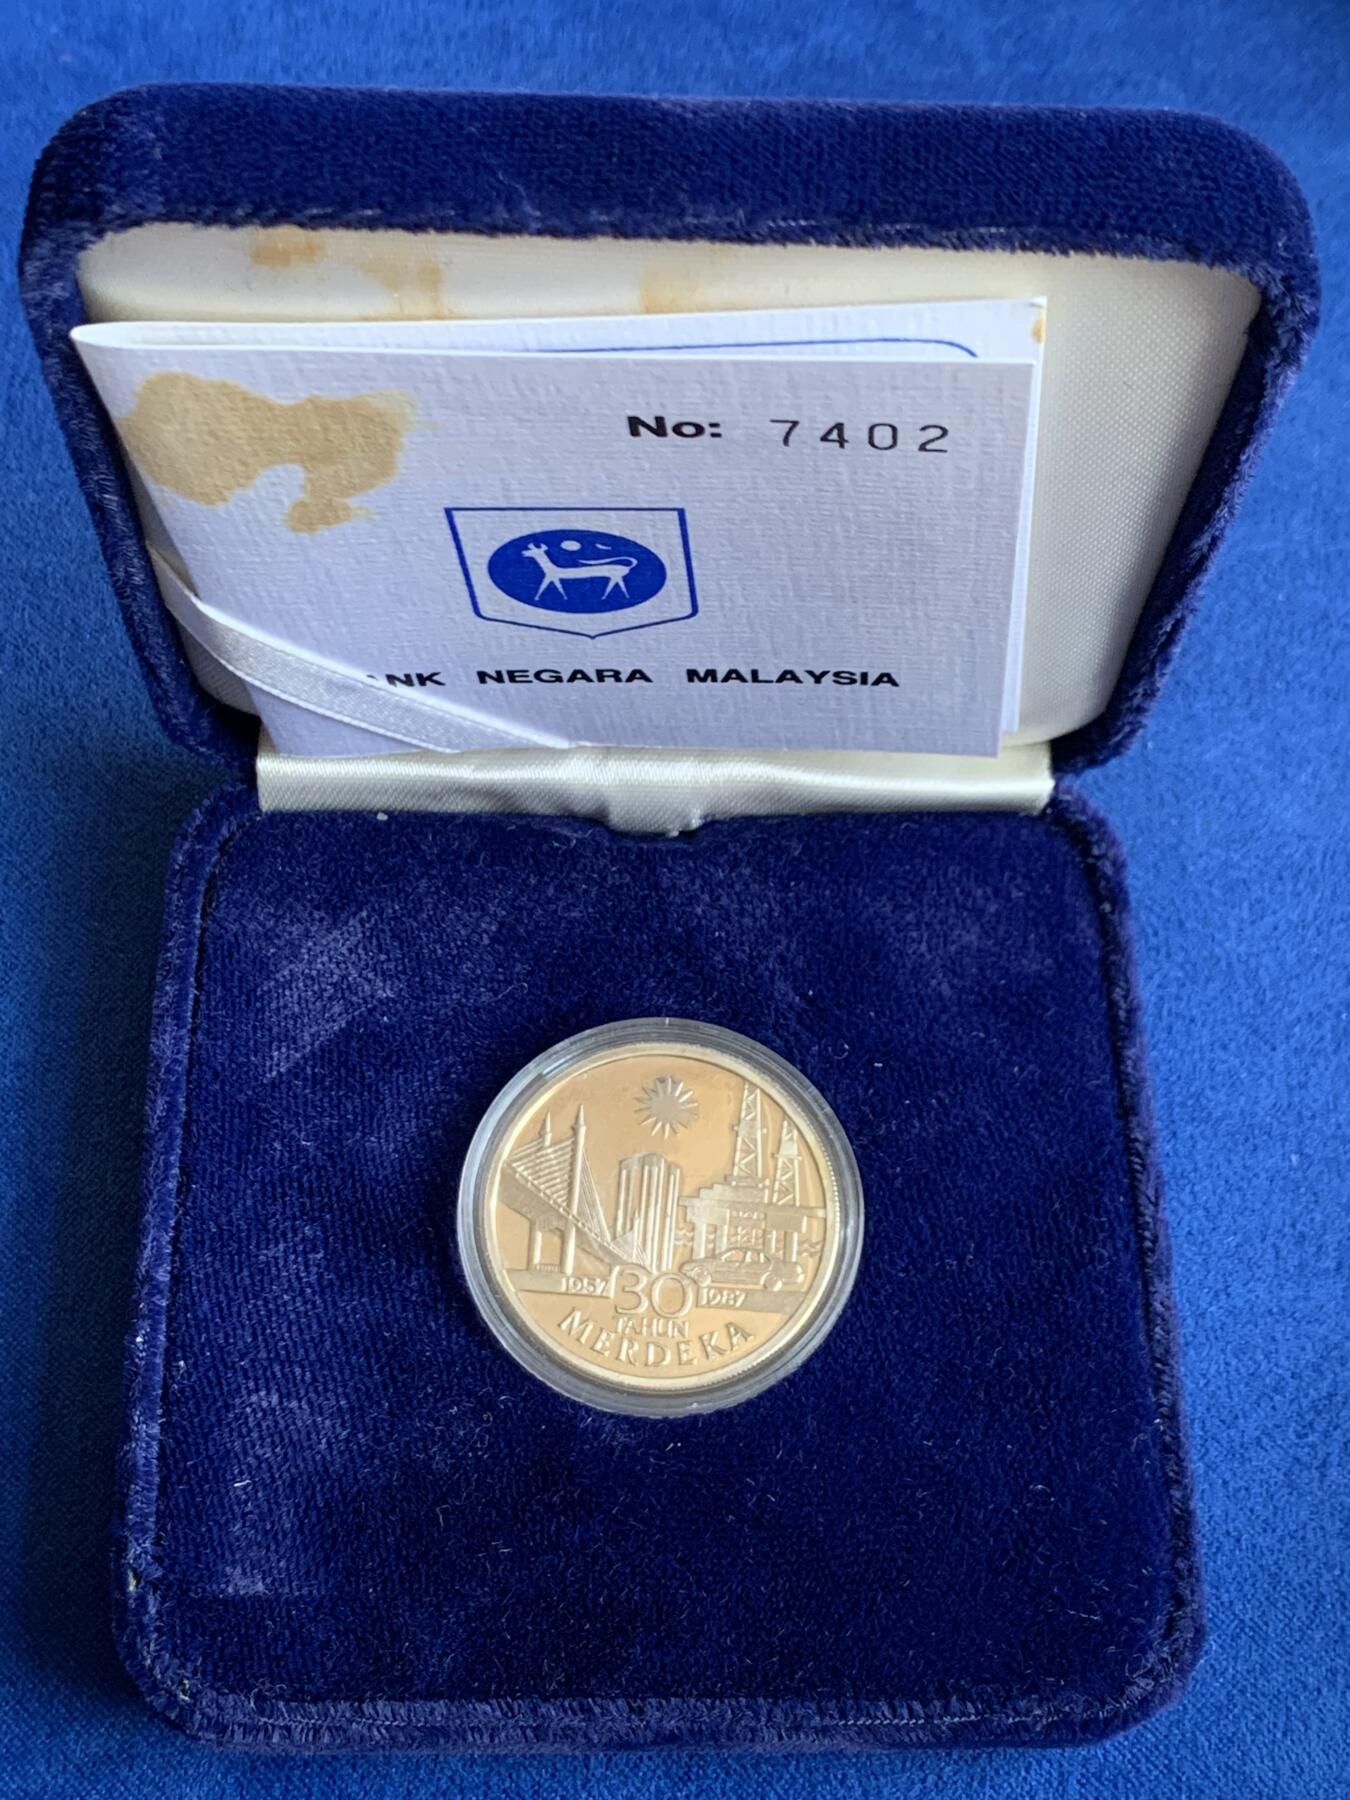 No: 7402
NEGARA MALAYSIA
1957 30 1987
TAHUN
MERDEKA